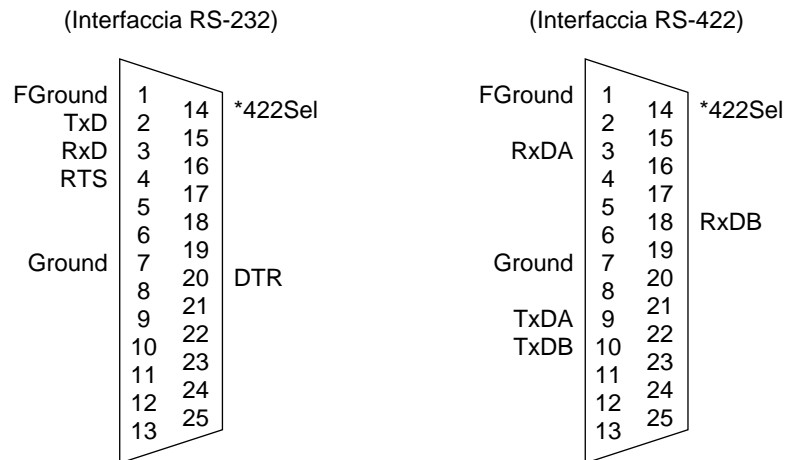 (Interfaccia RS-232)
FGround 1 14 *422Sel
TxD 2 15
RxD 3 16
RTS 4 17
5 18
6 19
Ground 7 20 DTR
8 21
9 22
10 23
11 24
12 25
13
(Interfaccia RS-422)
FGround 1 14 *422Sel
2 15
RxDA 3 16
4 17
5 18 RxDB
6 19
Ground 7 20
8 21
TxDA 9 22
TxDB 10 23
11 24
12 25
13